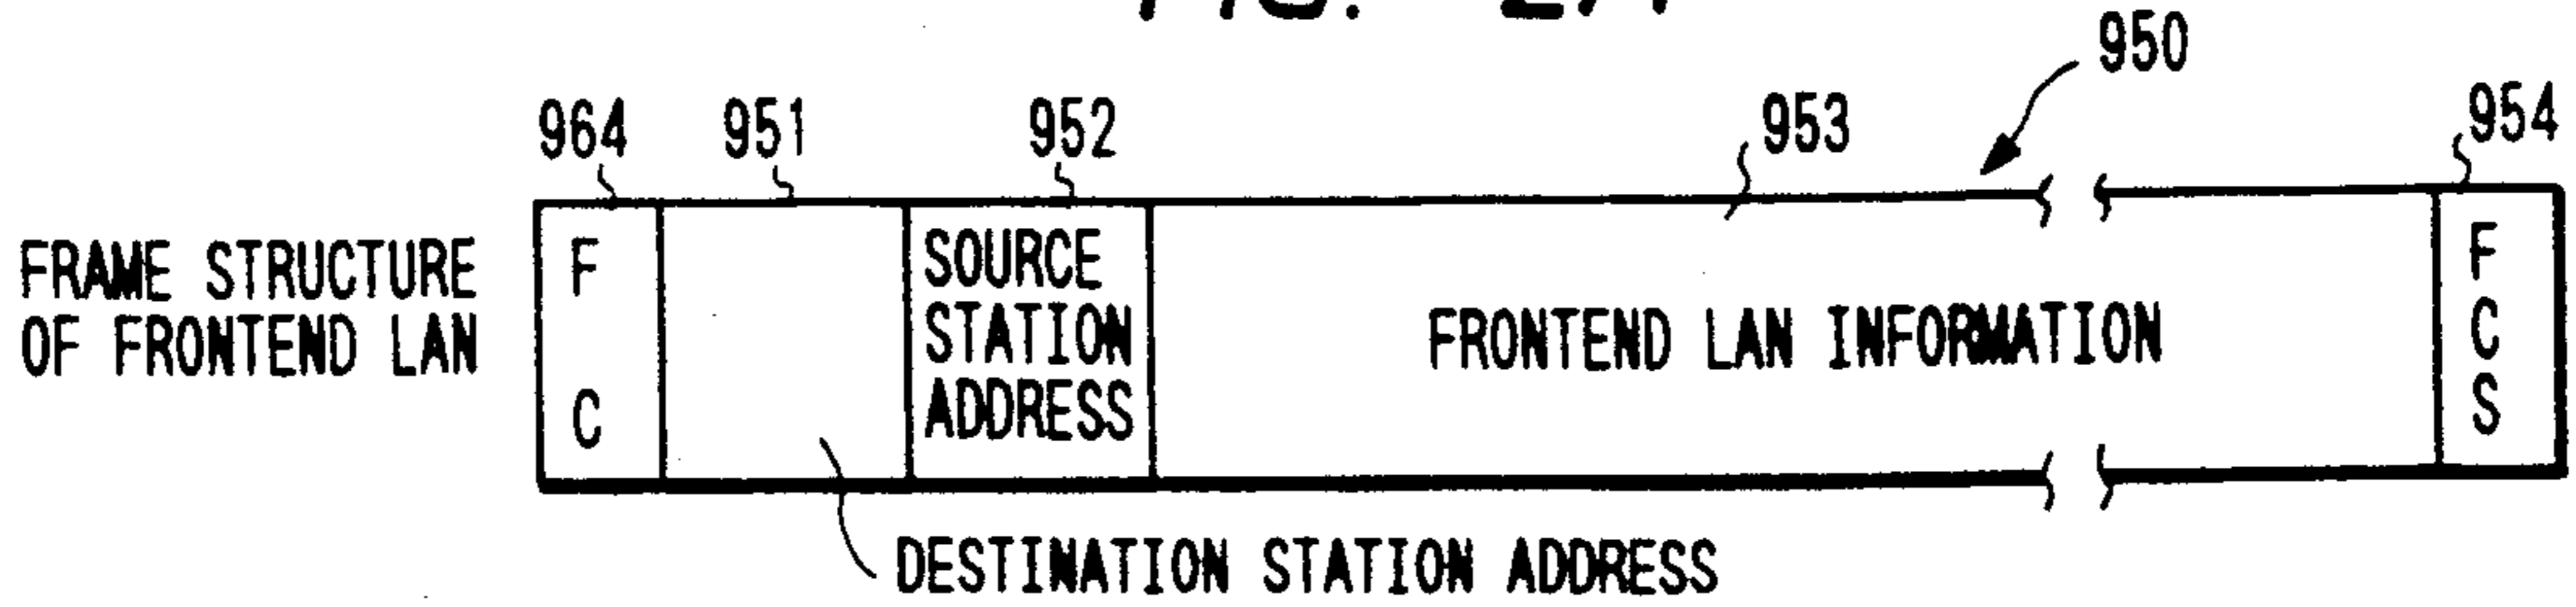 950
964 951 952 953 954
FRAME STRUCTURE
OF FRONTEND LAN
F
C
SOURCE
STATION
ADDRESS
FRONTEND LAN INFORMATION
F
C
S
DESTINATION STATION ADDRESS